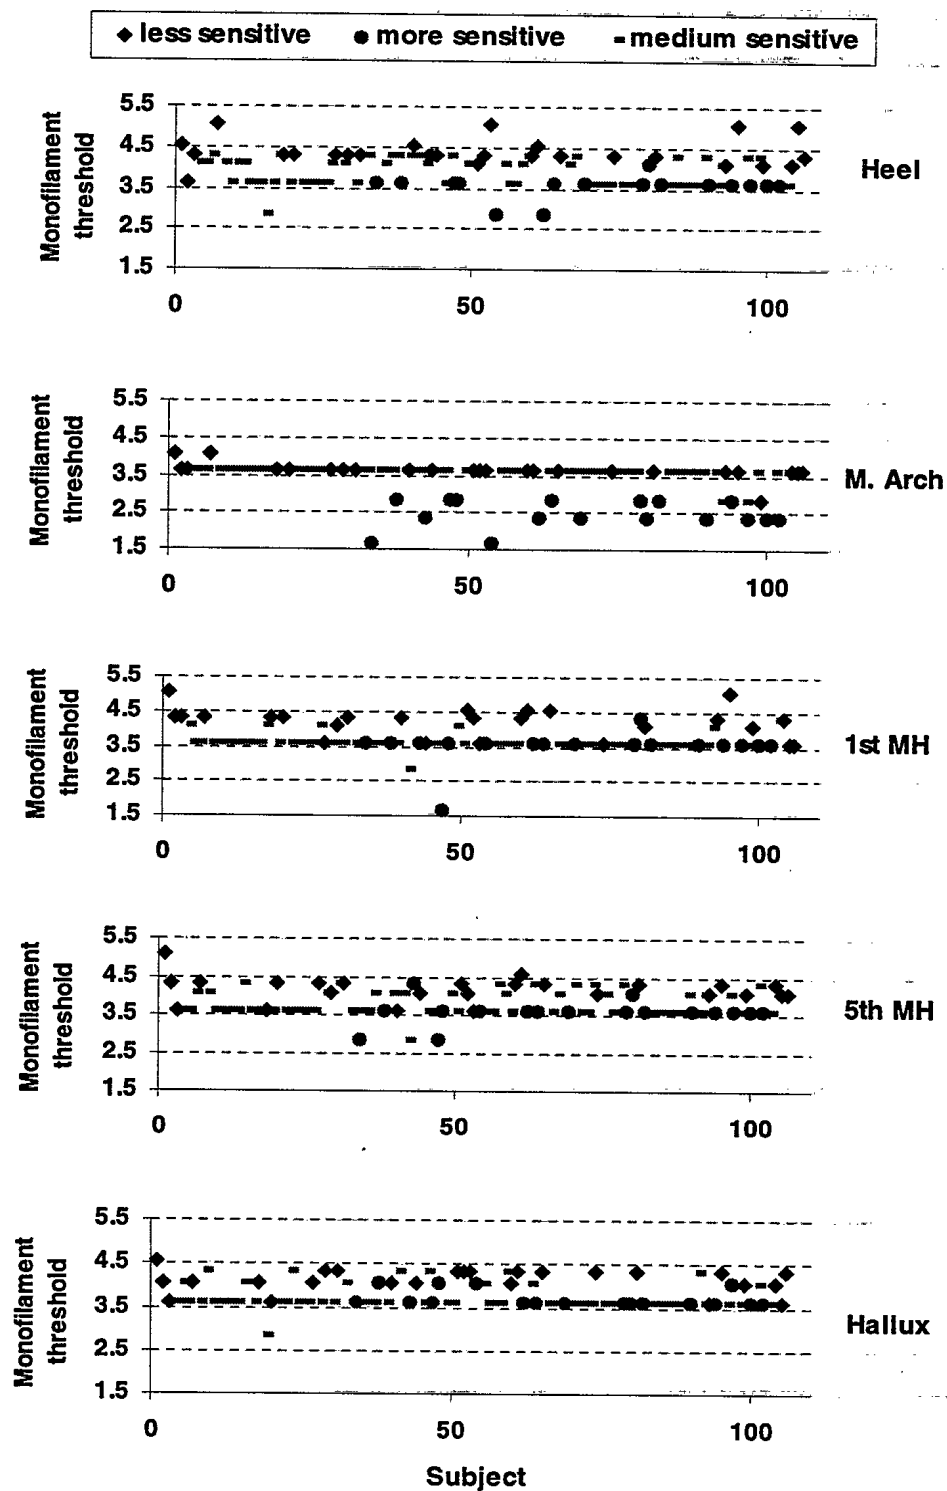 less sensitive more sensitive medium sensitive
5.5
4.5
3.5
2.5
1.5
Monofilament
threshold
Heel
0 50 100
5.5
4.5
3.5
2.5
1.5
Monofilament
threshold
M. Arch
0 50 100
5.5
4.5
3.5
2.5
1.5
Monofilament
threshold
1st MH
0 50 100
5.5
4.5
3.5
2.5
1.5
Monofilament
threshold
5th MH
0 50 100
5.5
4.5
3.5
2.5
1.5
Monofilament
threshold
Hallux
0 50 100
Subject